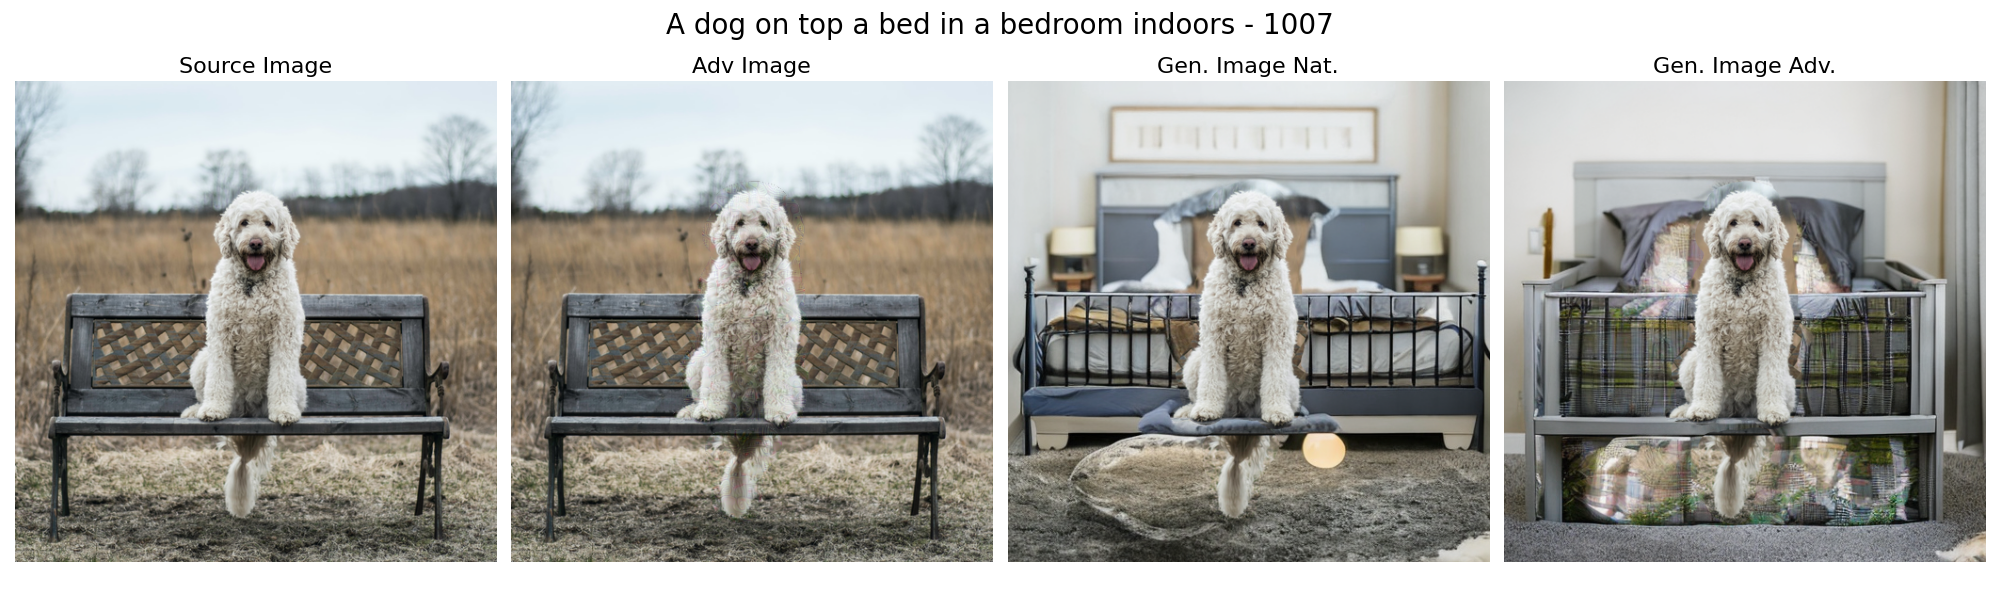 A dog on top a bed in a bedroom indoors - 1007
Source Image
Adv Image
Gen. Image Nat.
Gen. Image Adv.